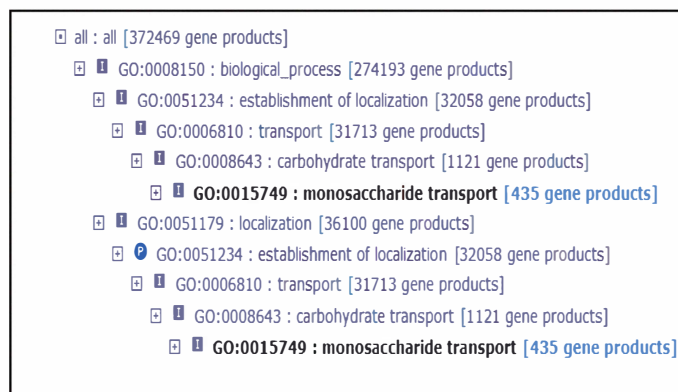 all : all [372469 gene products]
I GO:0008150 : biological_process [274193 gene products]
I GO:0051234 : establishment of localization [32058 gene products]
I GO:0006810 : transport [31713 gene products]
I GO:0008643 : carbohydrate transport [1121 gene products]
I GO:0015749 : monosaccharide transport [435 gene products]
I GO:0051179 : localization [36100 gene products]
P GO:0051234 : establishment of localization [32058 gene products]
I GO:0006810 : transport [31713 gene products]
I GO:0008643 : carbohydrate transport [1121 gene products]
I GO:0015749 : monosaccharide transport [435 gene products]